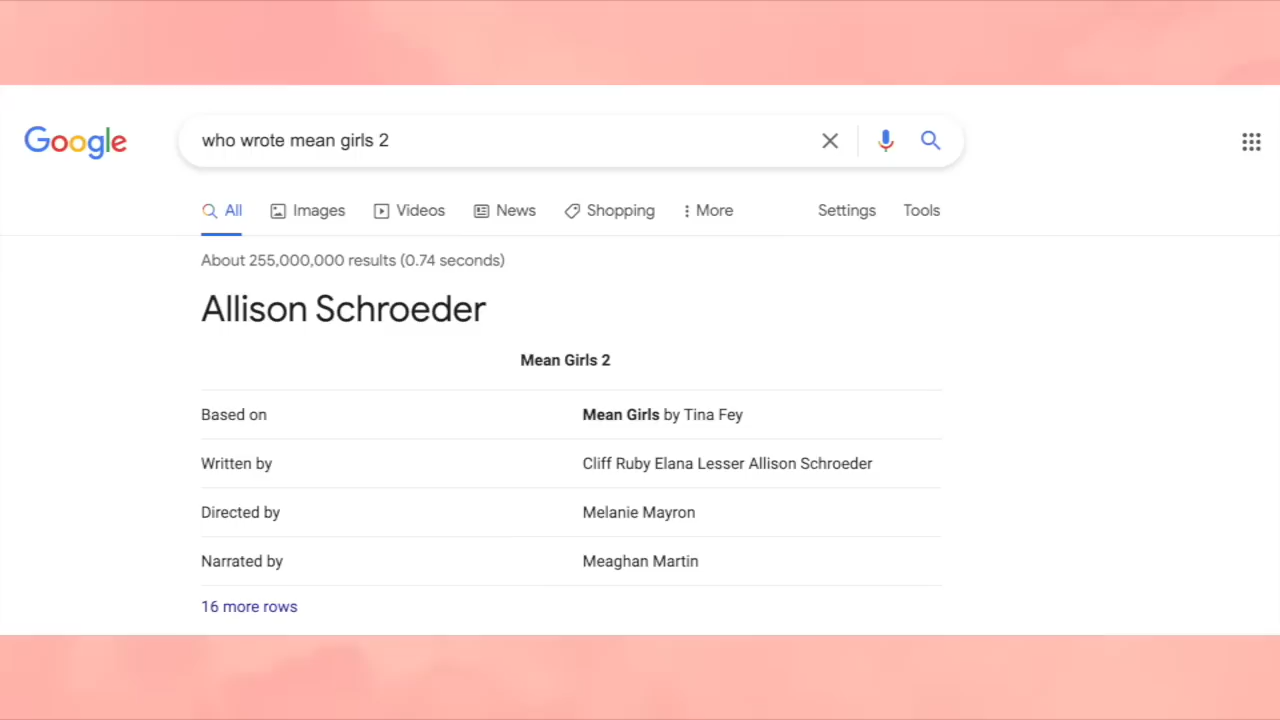 Google
who wrote mean girls 2
All Images Videos News Shopping More Settings Tools
About 255,000,000 results (0.74 seconds)
Allison Schroeder
Mean Girls 2
Based on Mean Girls by Tina Fey
Written by Cliff Ruby Elana Lesser Allison Schroeder
Directed by Melanie Mayron
Narrated by Meaghan Martin
16 more rows